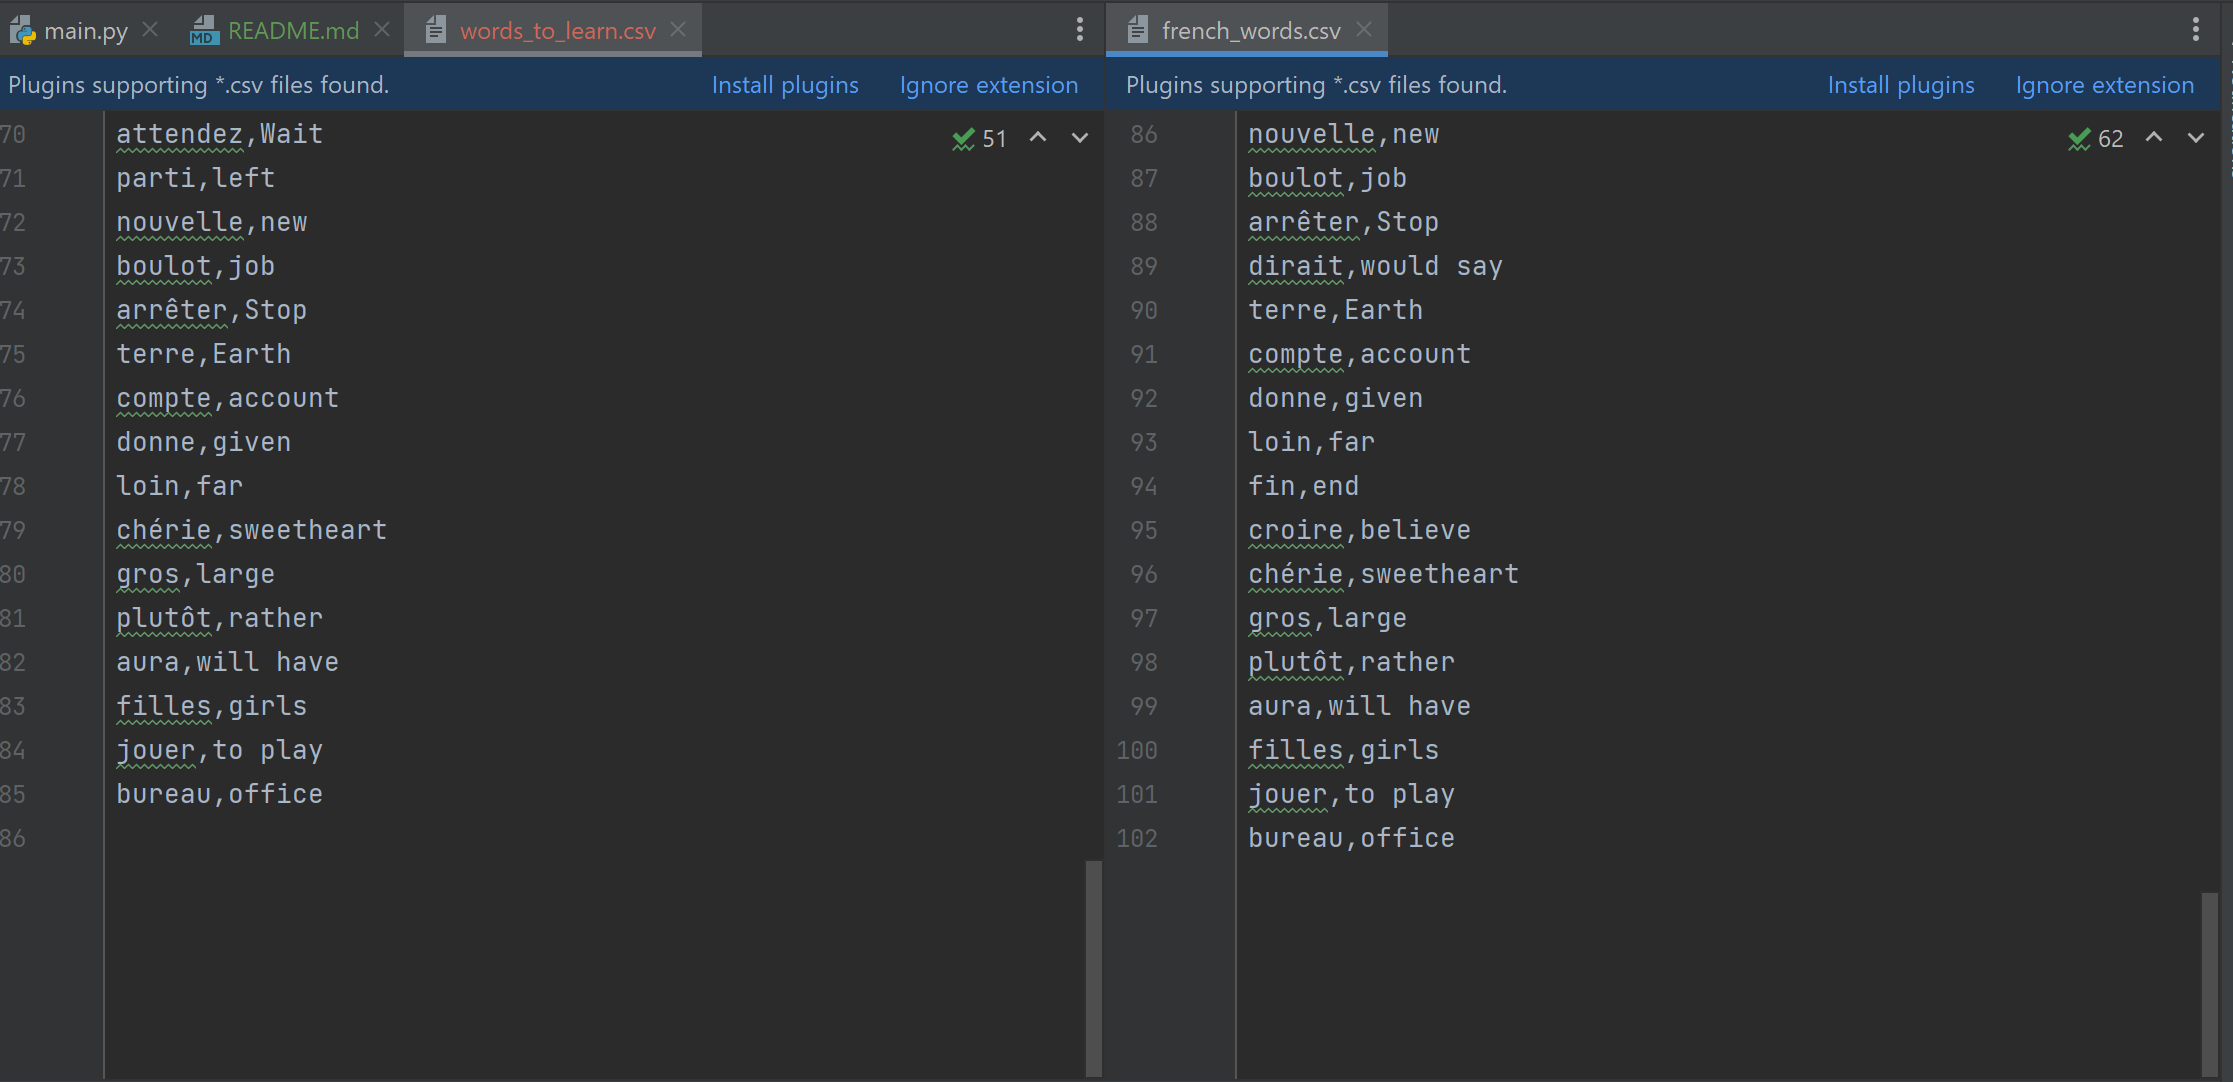 main.py README.md words_to_learn.csv
Plugins supporting *.csv files found. Install plugins Ignore extension
51
70 attendez,Wait
71 parti,left
72 nouvelle,new
73 boulot,job
74 arrêter,Stop
75 terre,Earth
76 compte,account
77 donne,given
78 loin,far
79 chérie,sweetheart
80 gros,large
81 plutôt,rather
82 aura,will have
83 filles,girls
84 jouer,to play
85 bureau,office
86
french_words.csv
Plugins supporting *.csv files found. Install plugins Ignore extension
62
86 nouvelle,new
87 boulot,job
88 arrêter,Stop
89 dirait,would say
90 terre,Earth
91 compte,account
92 donne,given
93 loin,far
94 fin,end
95 croire,believe
96 chérie,sweetheart
97 gros,large
98 plutôt,rather
99 aura,will have
100 filles,girls
101 jouer,to play
102 bureau,office